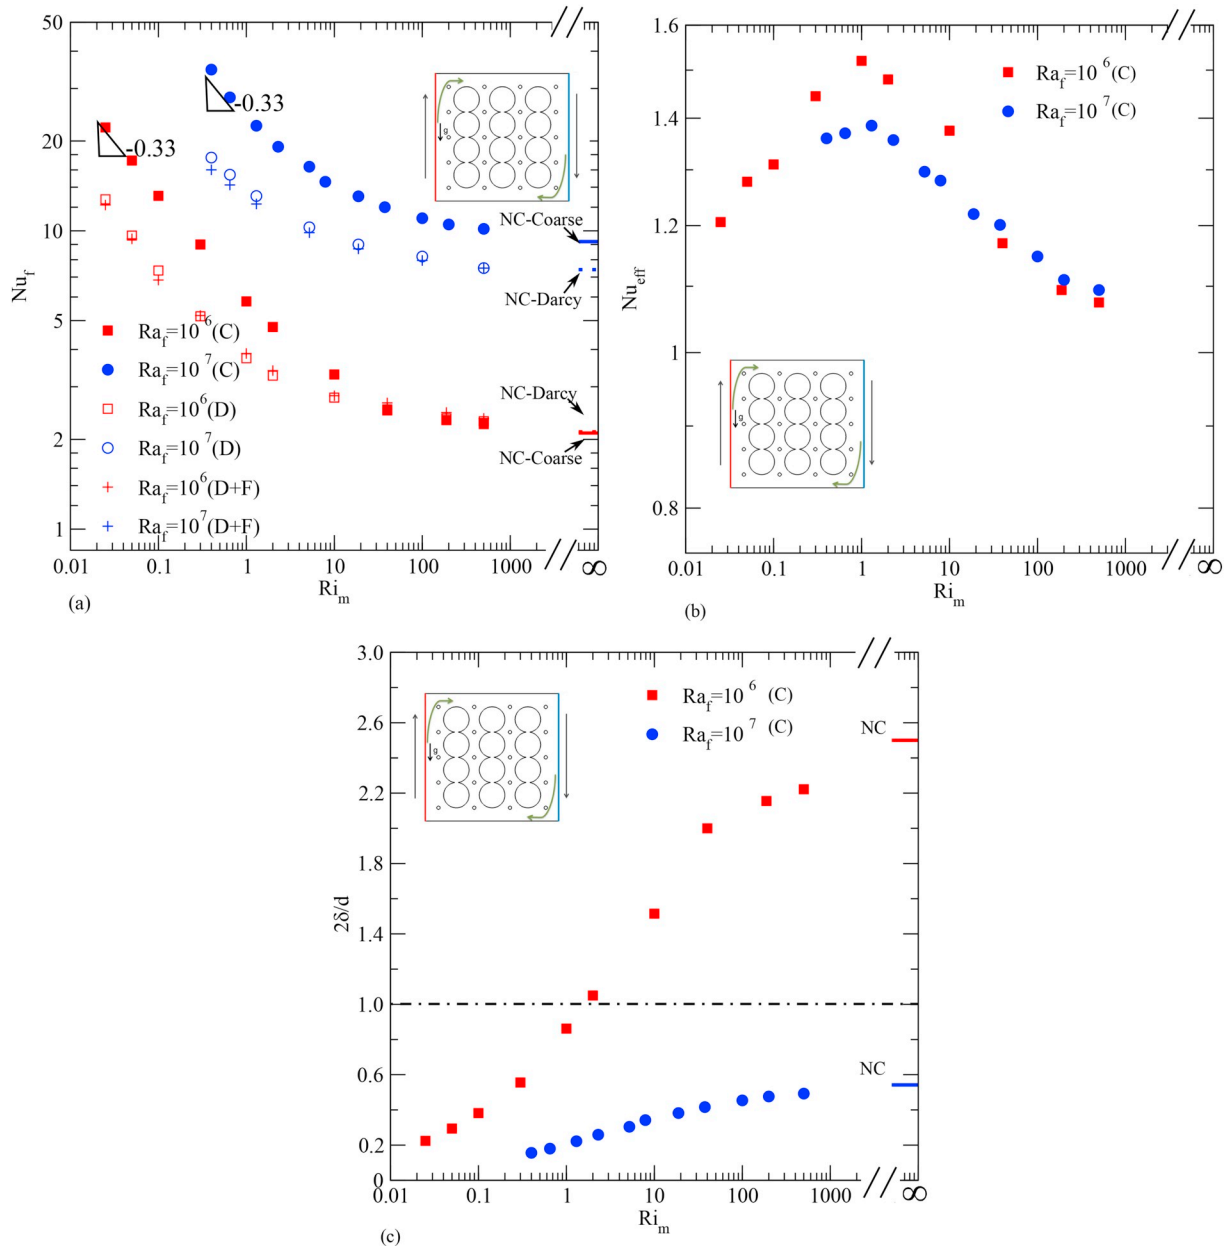 50
20
10
5
2
1
Nu_f
0.01 0.1 1 10 100 1000 ∞
Ri_m
(a)
-0.33
-0.33
g
NC-Coarse
NC-Darcy
NC-Darcy
NC-Coarse
Ra_f=10^6(C)
Ra_f=10^7(C)
Ra_f=10^6(D)
Ra_f=10^7(D)
Ra_f=10^6(D+F)
Ra_f=10^7(D+F)
1.6
1.4
1.2
1
0.8
Nu_eff
0.01 0.1 1 10 100 1000 ∞
Ri_m
(b)
Ra_f=10^6(C)
Ra_f=10^7(C)
g
3.0
2.6
2.2
1.8
1.4
1.0
0.6
0.2
0
2δ/d
0.01 0.1 1 10 100 1000 ∞
Ri_m
(c)
Ra_f=10^6 (C)
Ra_f=10^7 (C)
g
NC
NC